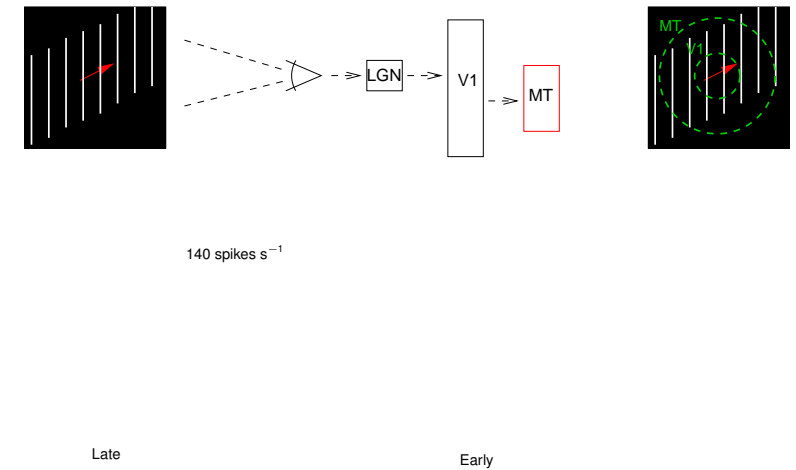 LGN
V1
MT
MT
V1
140 spikes s⁻¹
Late
Early